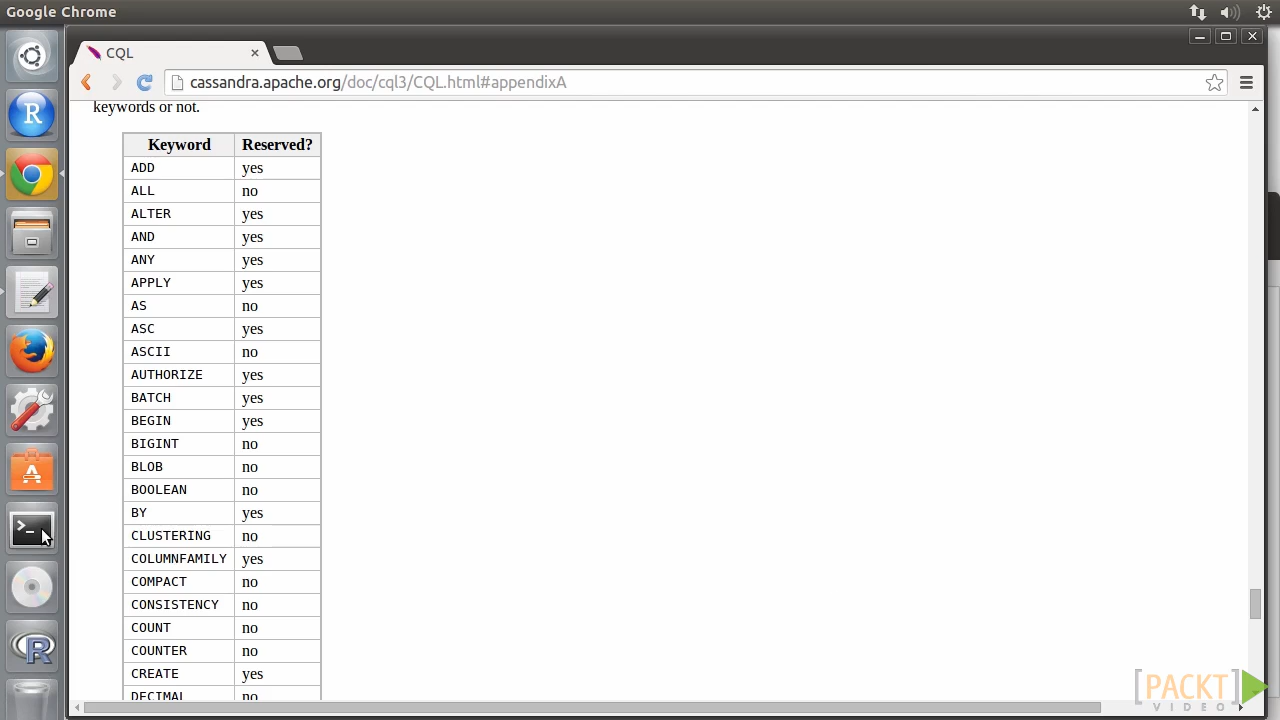 Google Chrome
CQL
cassandra.apache.org/doc/cql3/CQL.html#appendixA
keywords or not.
Keyword Reserved?
ADD yes
ALL no
ALTER yes
AND yes
ANY yes
APPLY yes
AS no
ASC yes
ASCII no
AUTHORIZE yes
BATCH yes
BEGIN yes
BIGINT no
BLOB no
BOOLEAN no
BY yes
CLUSTERING no
COLUMNFAMILY yes
COMPACT no
CONSISTENCY no
COUNT no
COUNTER no
CREATE yes
DECIMAL no
[PACKT]
VIDEO